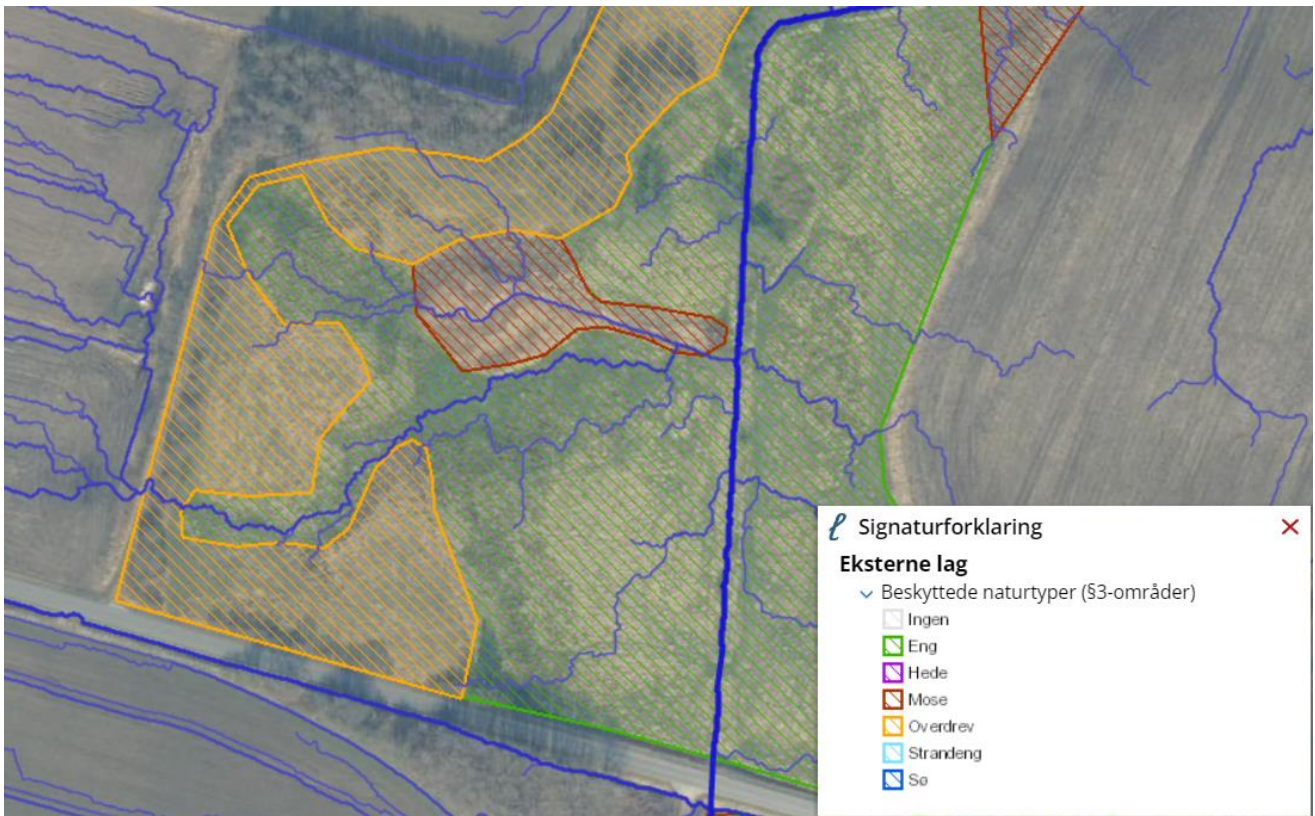 Signaturforklaring
Eksterne lag
Beskyttede naturtyper (§3-områder)
Ingen
Eng
Hede
Mose
Overdrev
Strandeng
Sø